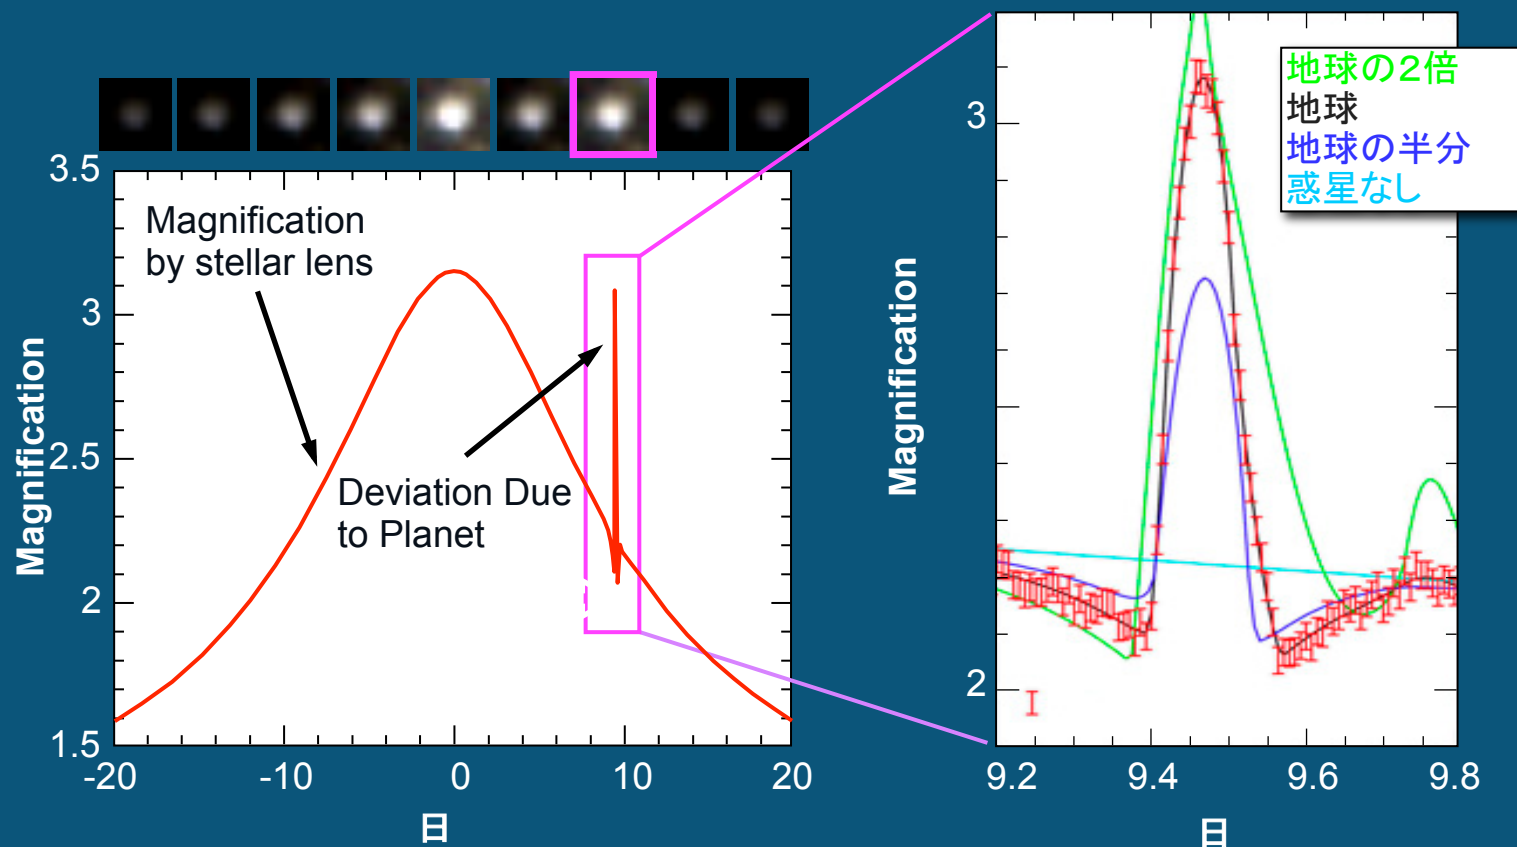 3.5
3
2.5
2
1.5
-20
-10
0
10
20
日
Magnification
Magnification
by stellar lens
Deviation Due
to Planet
地球の２倍
地球
地球の半分
惑星なし
3
2
9.2
9.4
9.6
9.8
日
Magnification